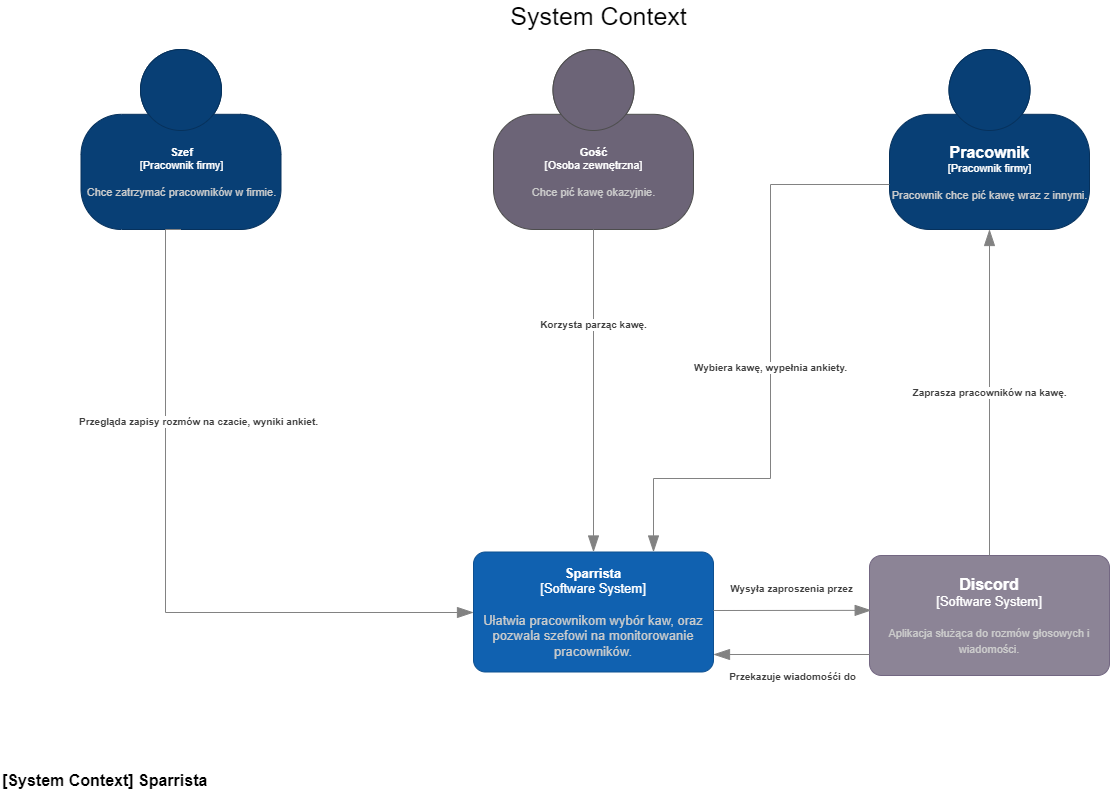 System Context
Szef
[Pracownik firmy]
Chce zatrzymać pracowników w firmie.
Gość
[Osoba zewnętrzna]
Chce pić kawę okazyjnie.
Pracownik
[Pracownik firmy]
Pracownik chce pić kawę wraz z innymi.
Korzysta parząc kawę.
Wybiera kawę, wypełnia ankiety.
Zaprasza pracowników na kawę.
Przegląda zapisy rozmów na czacie, wyniki ankiet.
Sparrista
[Software System]
Ułatwia pracownikom wybór kaw, oraz
pozwala szefowi na monitorowanie
pracowników.
Wysyła zaproszenia przez
Przekazuje wiadomośći do
Discord
[Software System]
Aplikacja służąca do rozmów głosowych i
wiadomości.
[System Context] Sparrista